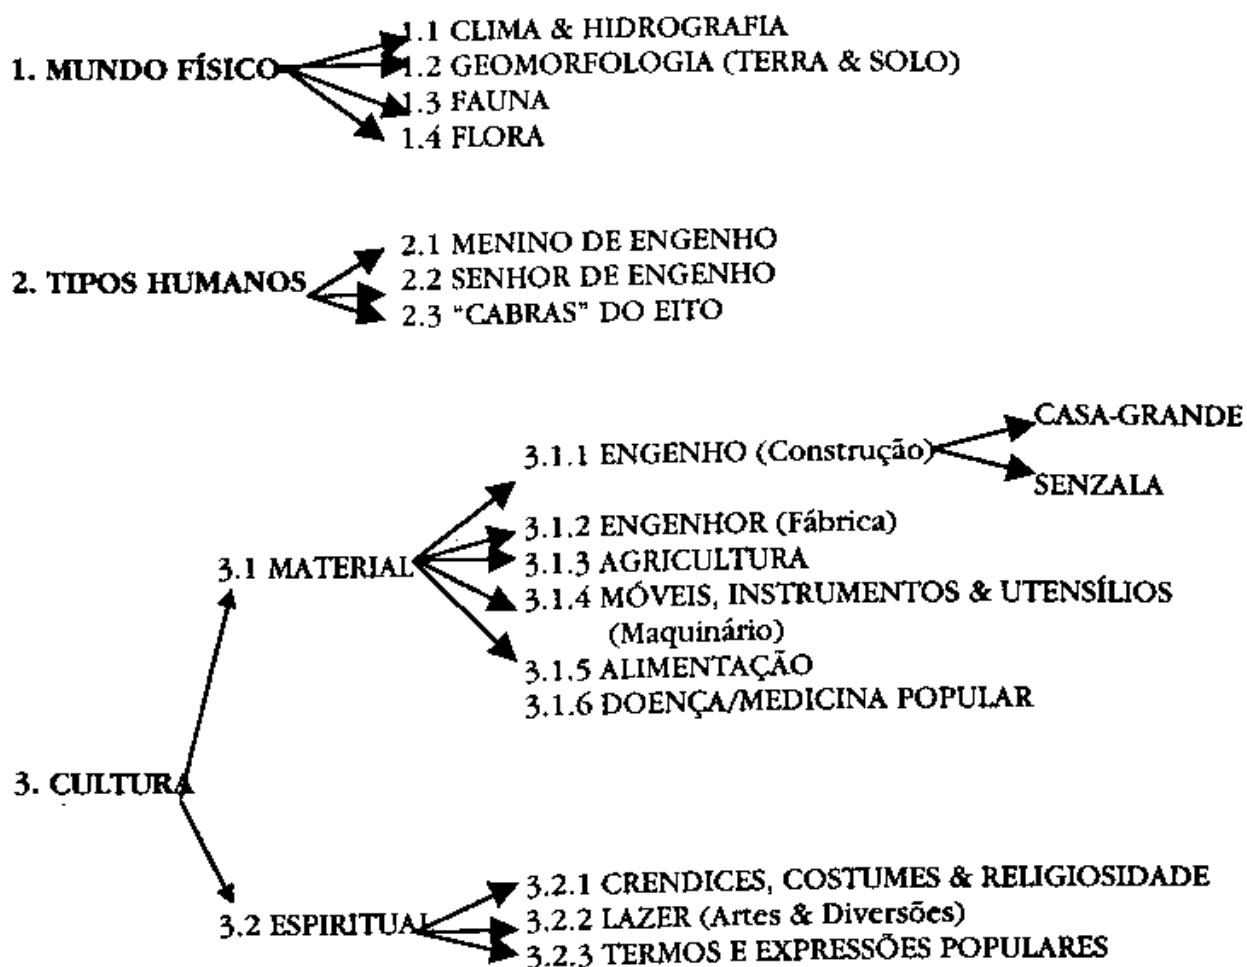 1.1 CLIMA & HIDROGRAFIA
1. MUNDO FÍSICO
1.2 GEOMORFOLOGIA (TERRA & SOLO)
1.3 FAUNA
1.4 FLORA
2.1 MENINO DE ENGENHO
2. TIPOS HUMANOS
2.2 SENHOR DE ENGENHO
2.3 "CABRAS" DO EITO
CASA-GRANDE
3.1.1 ENGENHO (Construção)
SENZALA
3.1.2 ENGENHOR (Fábrica)
3.1 MATERIAL
3.1.3 AGRICULTURA
3.1.4 MÓVEIS, INSTRUMENTOS & UTENSÍLIOS
(Maquinário)
3.1.5 ALIMENTAÇÃO
3.1.6 DOENÇA/MEDICINA POPULAR
3. CULTURA
3.2.1 CRENDICES, COSTUMES & RELIGIOSIDADE
3.2 ESPIRITUAL
3.2.2 LAZER (Artes & Diversões)
3.2.3 TERMOS E EXPRESSÕES POPULARES